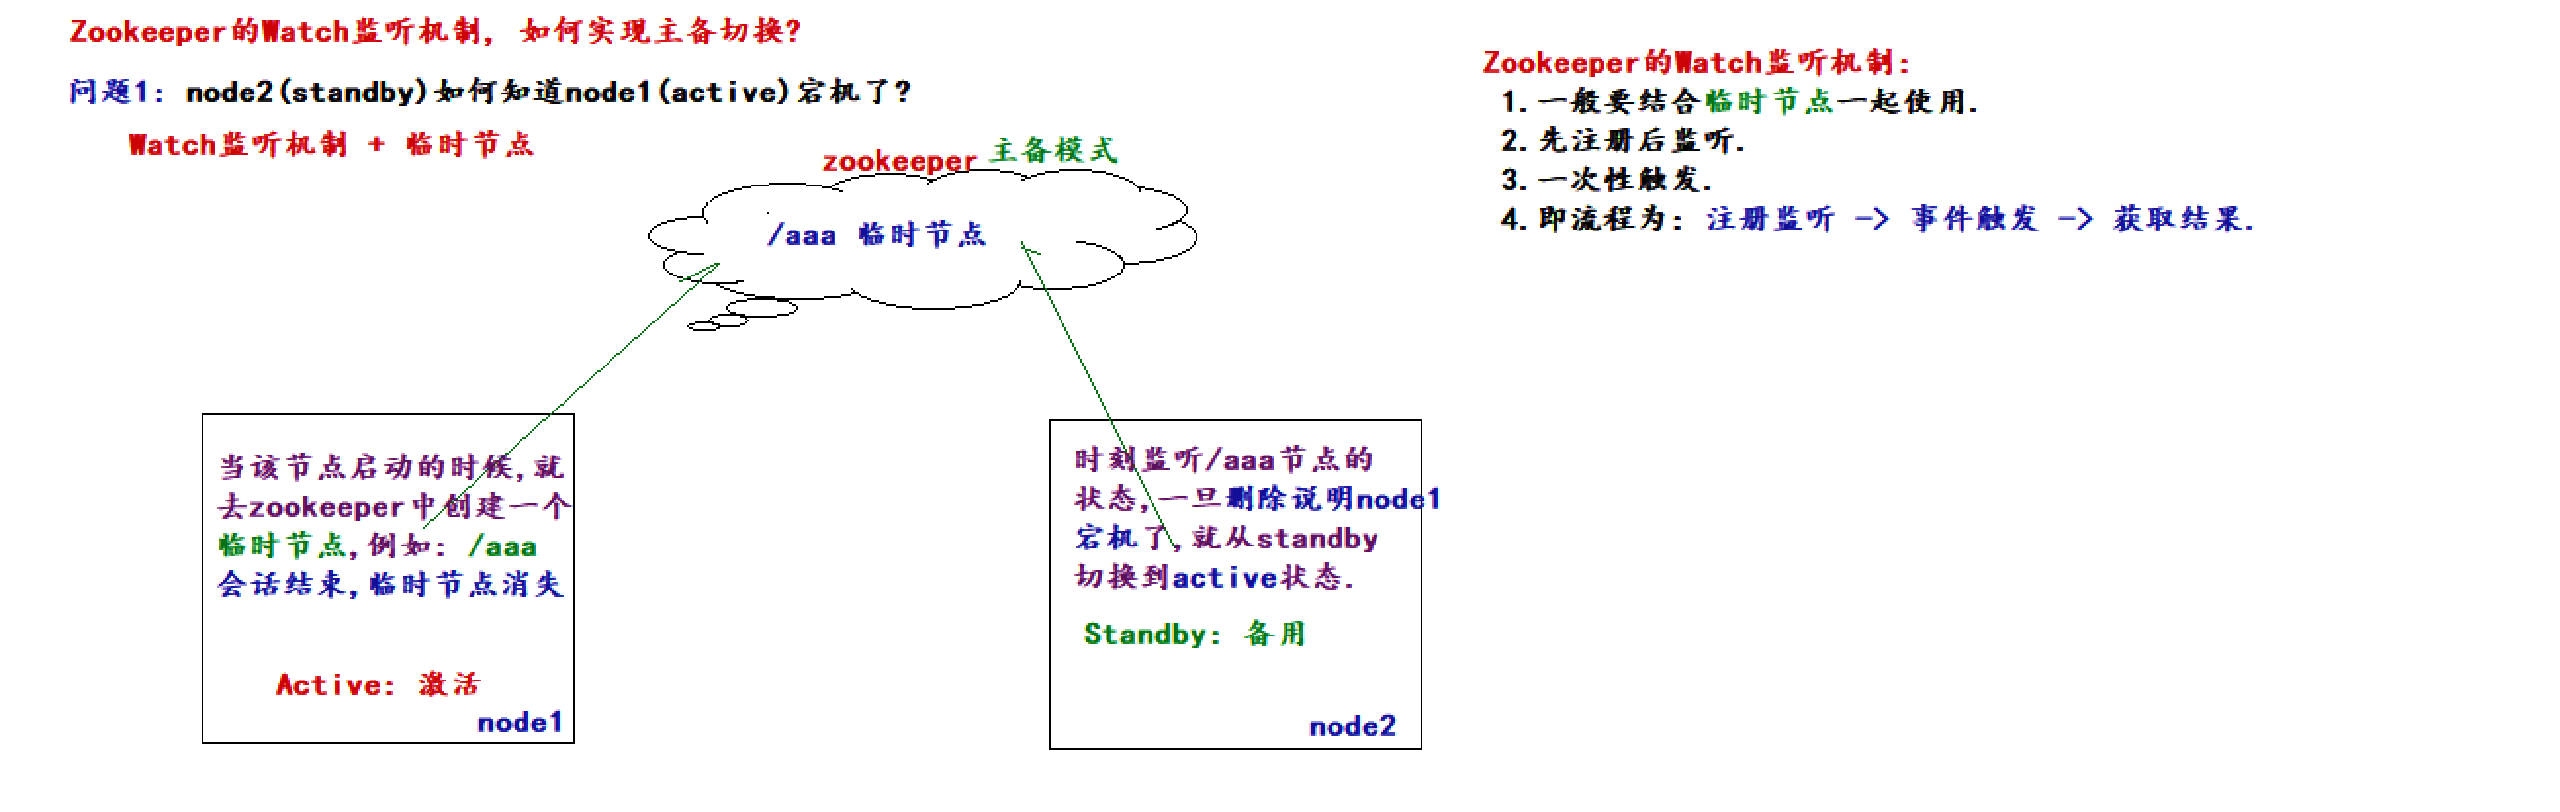 Zookeeper的Watch监听机制, 如何实现主备切换?
问题1: node2(standby)如何知道node1(active)宕机了?
Watch监听机制 + 临时节点
zookeeper 主备模式
/aaa 临时节点
当该节点启动的时候,就
去zookeeper中创建一个
临时节点,例如: /aaa
会话结束,临时节点消失
Active: 激活
node1
时刻监听/aaa节点的
状态,一旦删除说明node1
宕机了,就从standby
切换到active状态.
Standby: 备用
node2
Zookeeper的Watch监听机制:
1.一般要结合临时节点一起使用.
2.先注册后监听.
3.一次性触发.
4.即流程为: 注册监听 -> 事件触发 -> 获取结果.